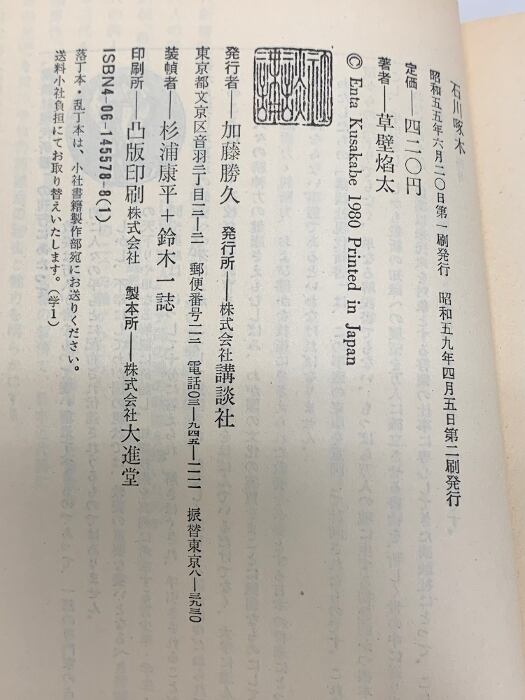 石川啄木
昭和五五年六月二〇日第一刷発行 昭和五九年四月五日第二刷発行
定価――四二〇円
著者――草壁焰太
© Enta Kusakabe 1980 Printed in Japan
発行者――加藤勝久 発行所――株式会社講談社
東京都文京区音羽二丁目三―二一 郵便番号一一二 電話〇三―九四五―一一一一 振替東京八―三九三〇
装幀者――杉浦康平+鈴木一誌
印刷所――凸版印刷株式会社 製本所――株式会社大進堂
ISBN4-06-145578-8(1)
落丁本・乱丁本は、小社書籍製作部宛にお送りください。
送料小社負担にてお取り替えいたします。(学1)